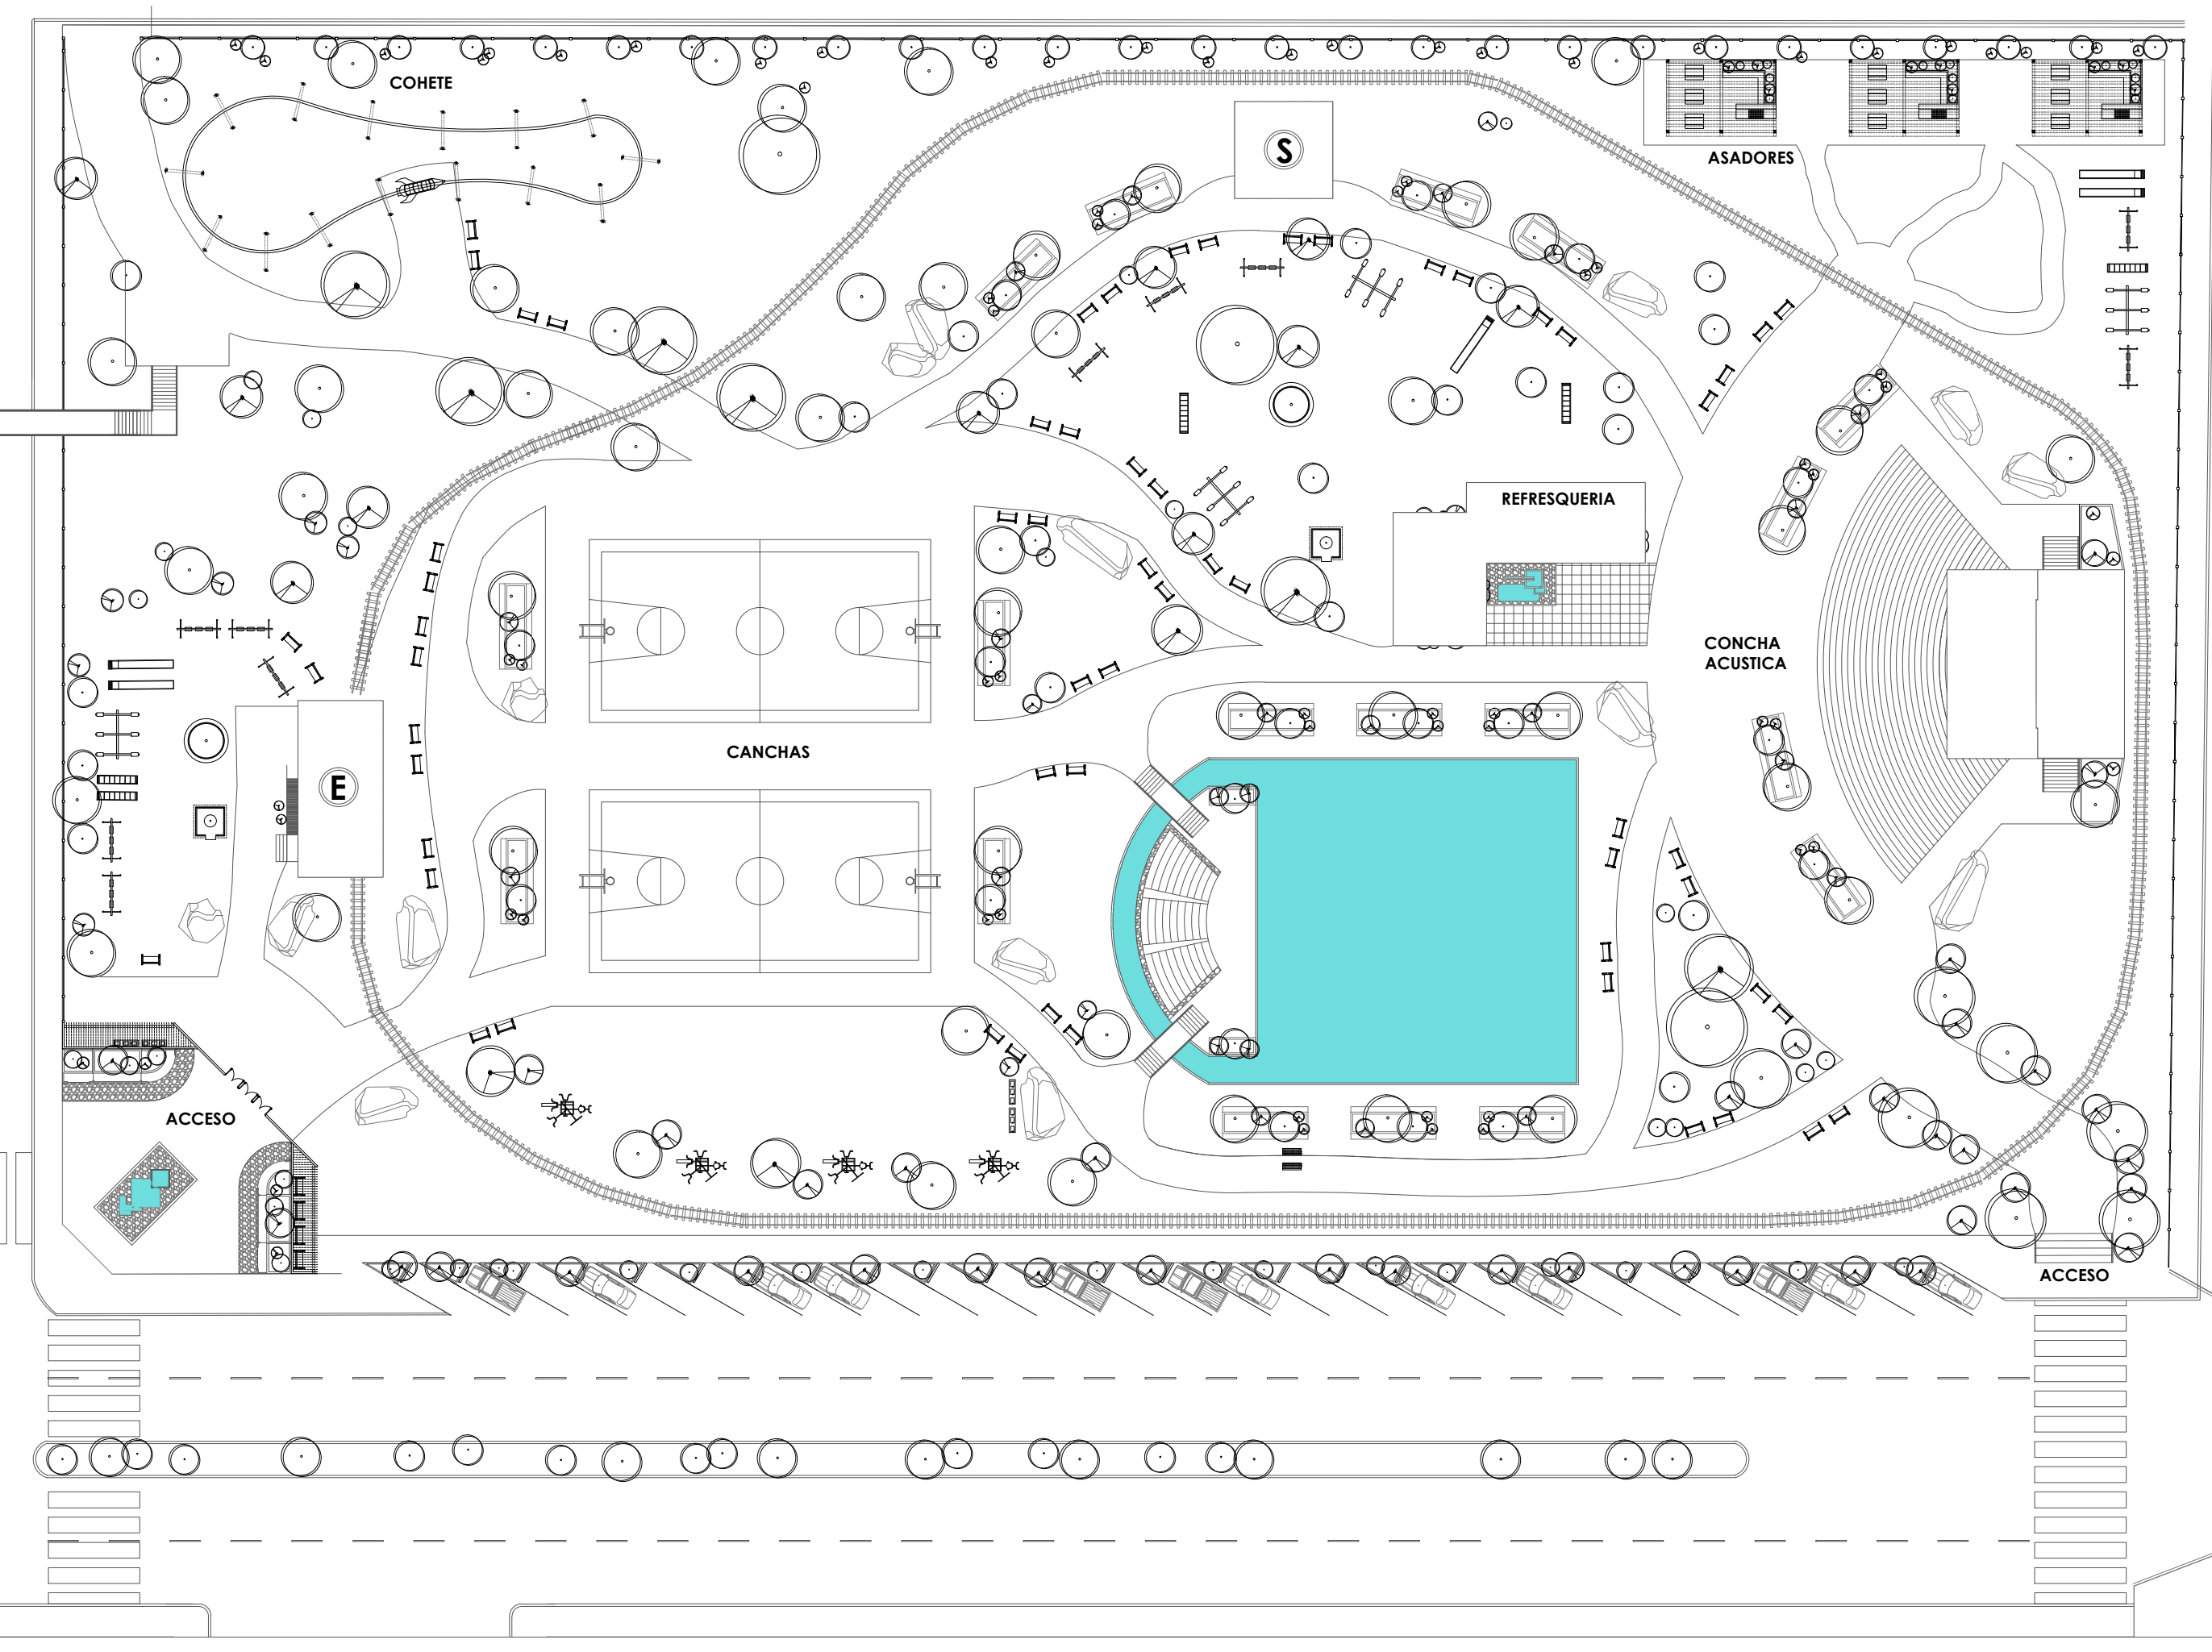 COHETE
S
ASADORES
REFRESQUERIA
CONCHA
ACUSTICA
CANCHAS
E
ACCESO
ACCESO